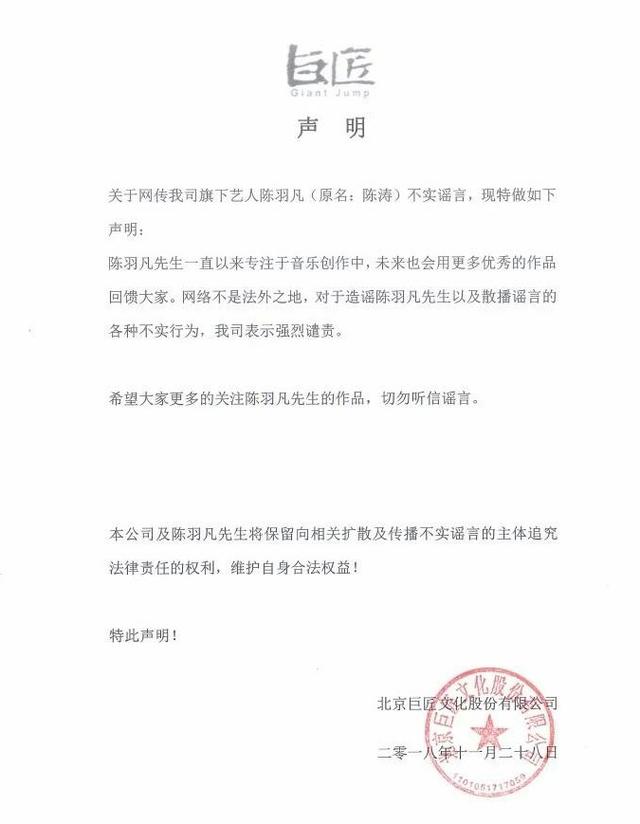 巨匠
Giant Jump
声 明
关于网传我司旗下艺人陈羽凡（原名：陈涛）不实谣言，现特做如下
声明：
陈羽凡先生一直以来专注于音乐创作中，未来也会用更多优秀的作品
回馈大家。网络不是法外之地，对于造谣陈羽凡先生以及散播谣言的
各种不实行为，我司表示强烈谴责。
希望大家更多的关注陈羽凡先生的作品，切勿听信谣言。
本公司及陈羽凡先生将保留向相关扩散及传播不实谣言的主体追究
法律责任的权利，维护自身合法权益！
特此声明！
北京巨匠文化股份有限公司
二零一八年十一月二十八日
北京巨匠文化股份有限公司
1101051717059